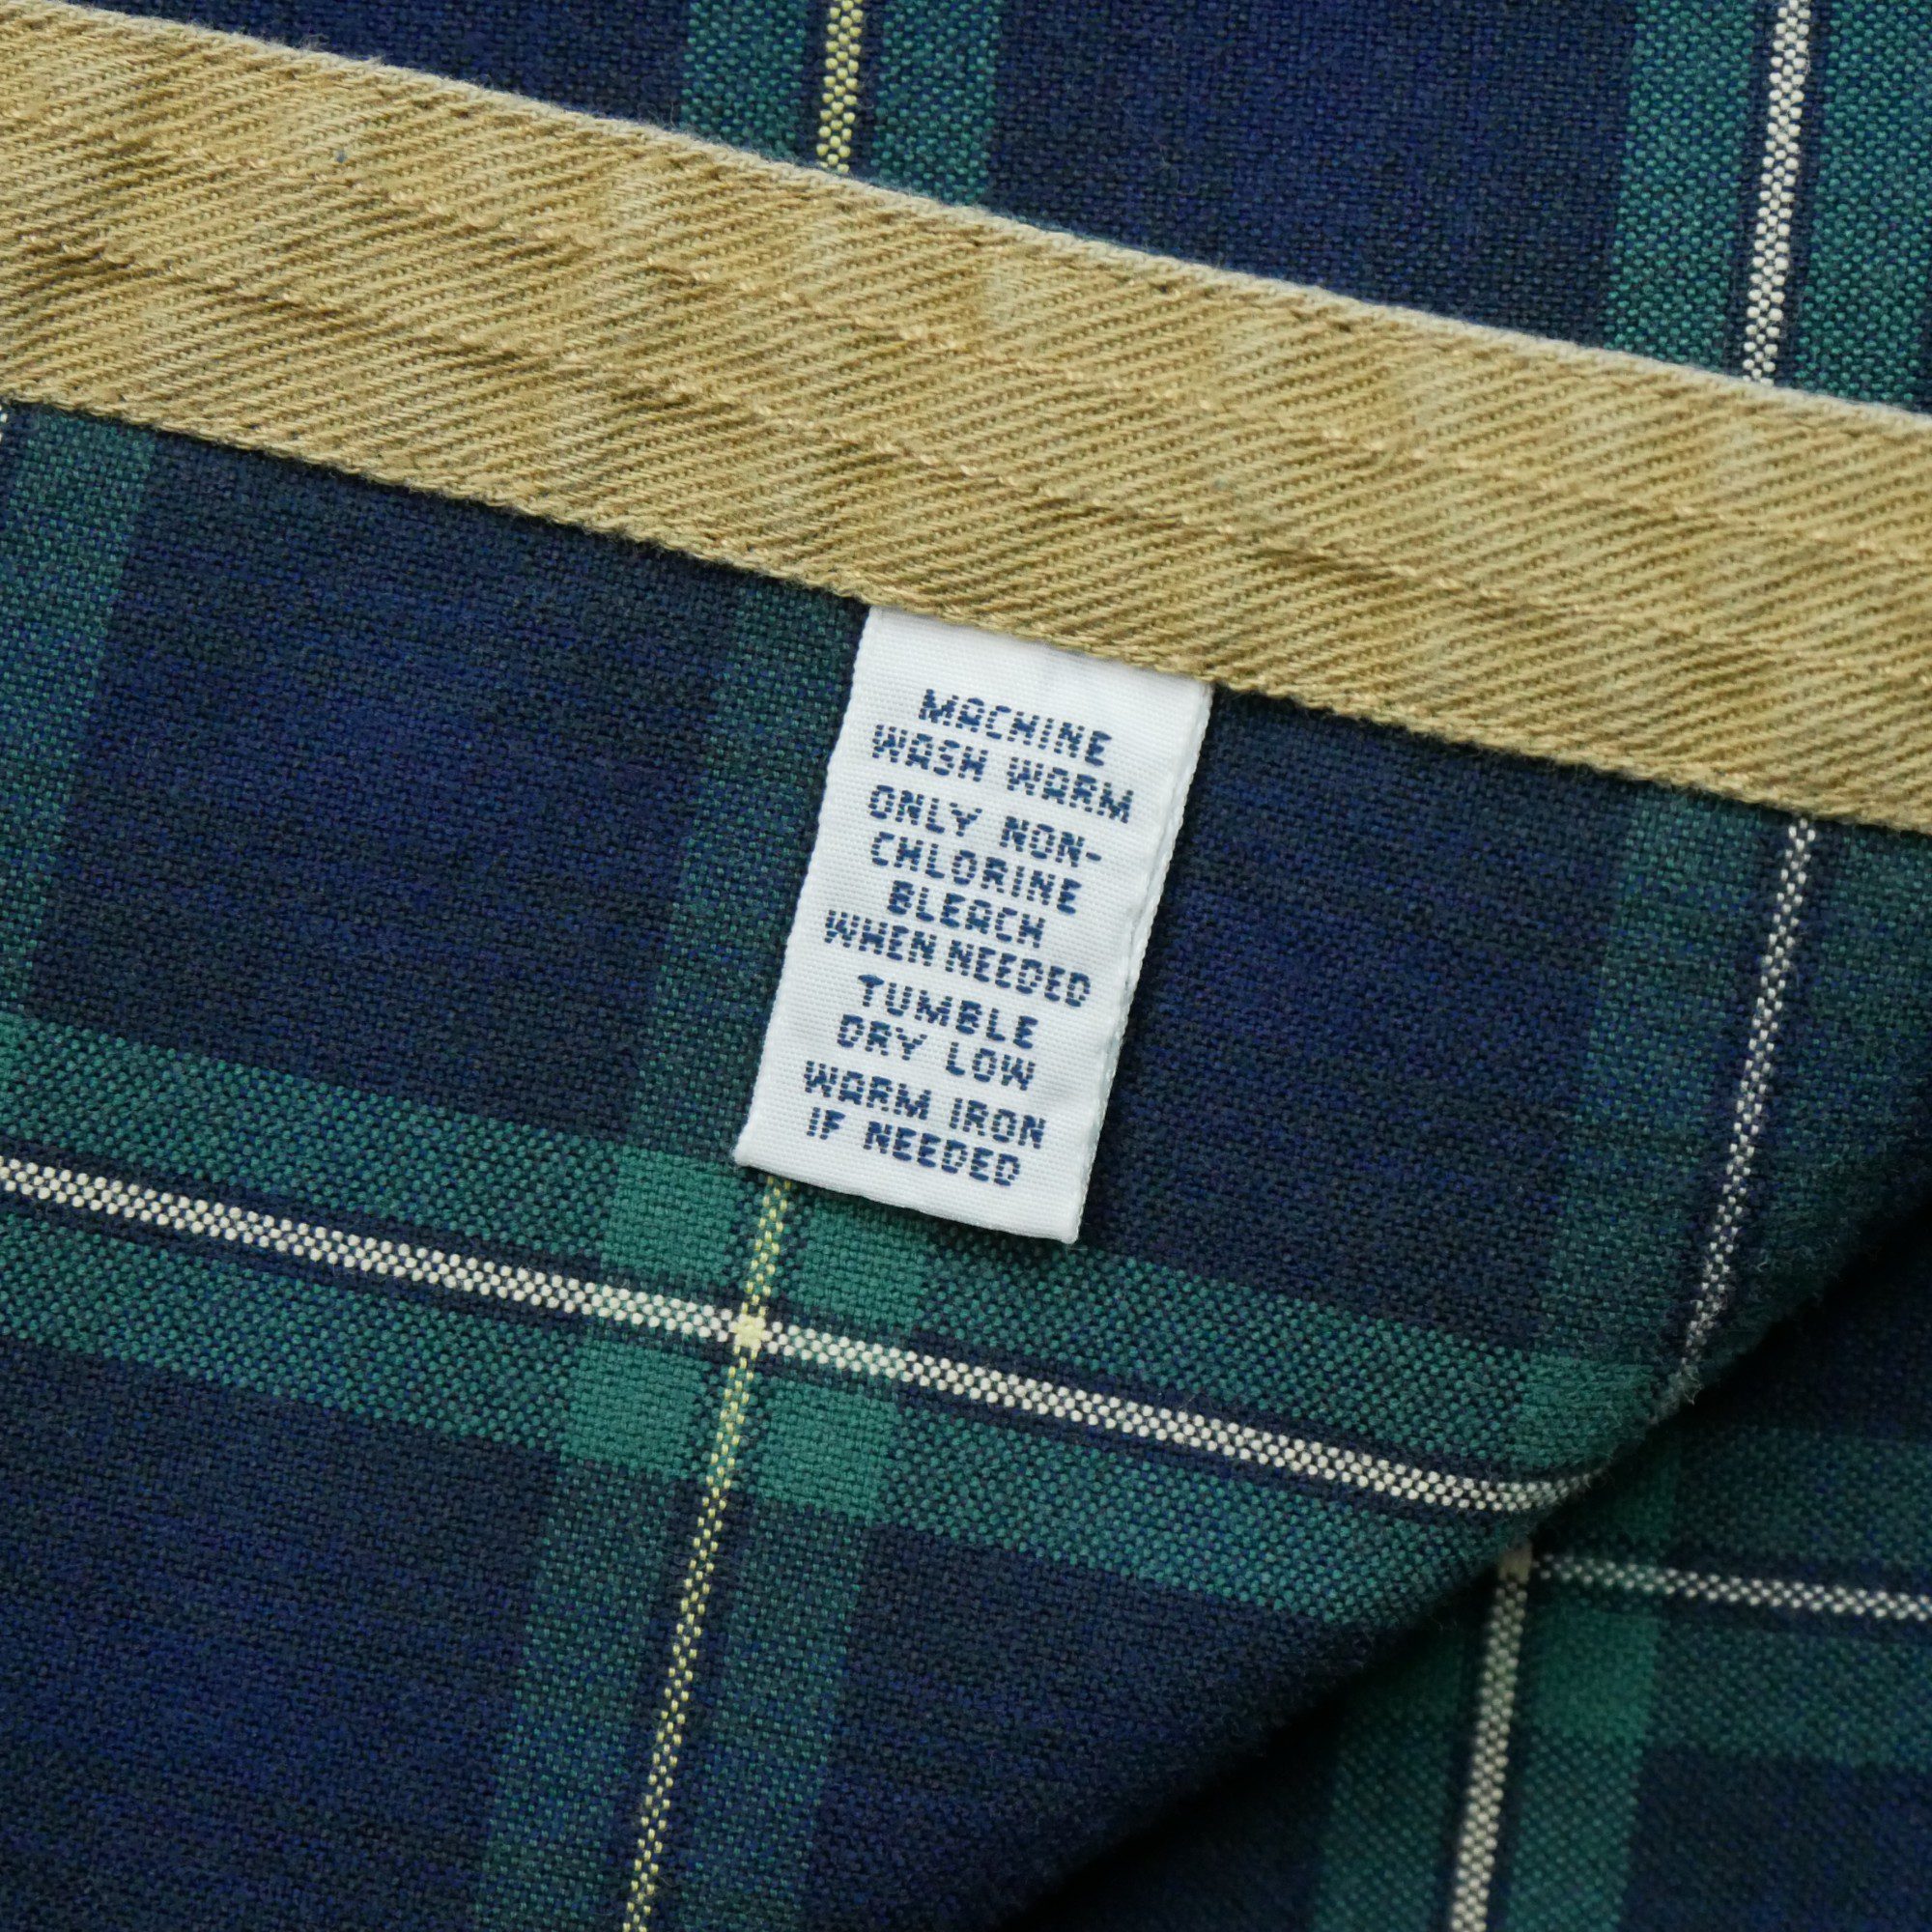 MACHINE
WASH WARM
ONLY NON-
CHLORINE
BLEACH
WHEN NEEDED
TUMBLE
DRY LOW
WARM IRON
IF NEEDED